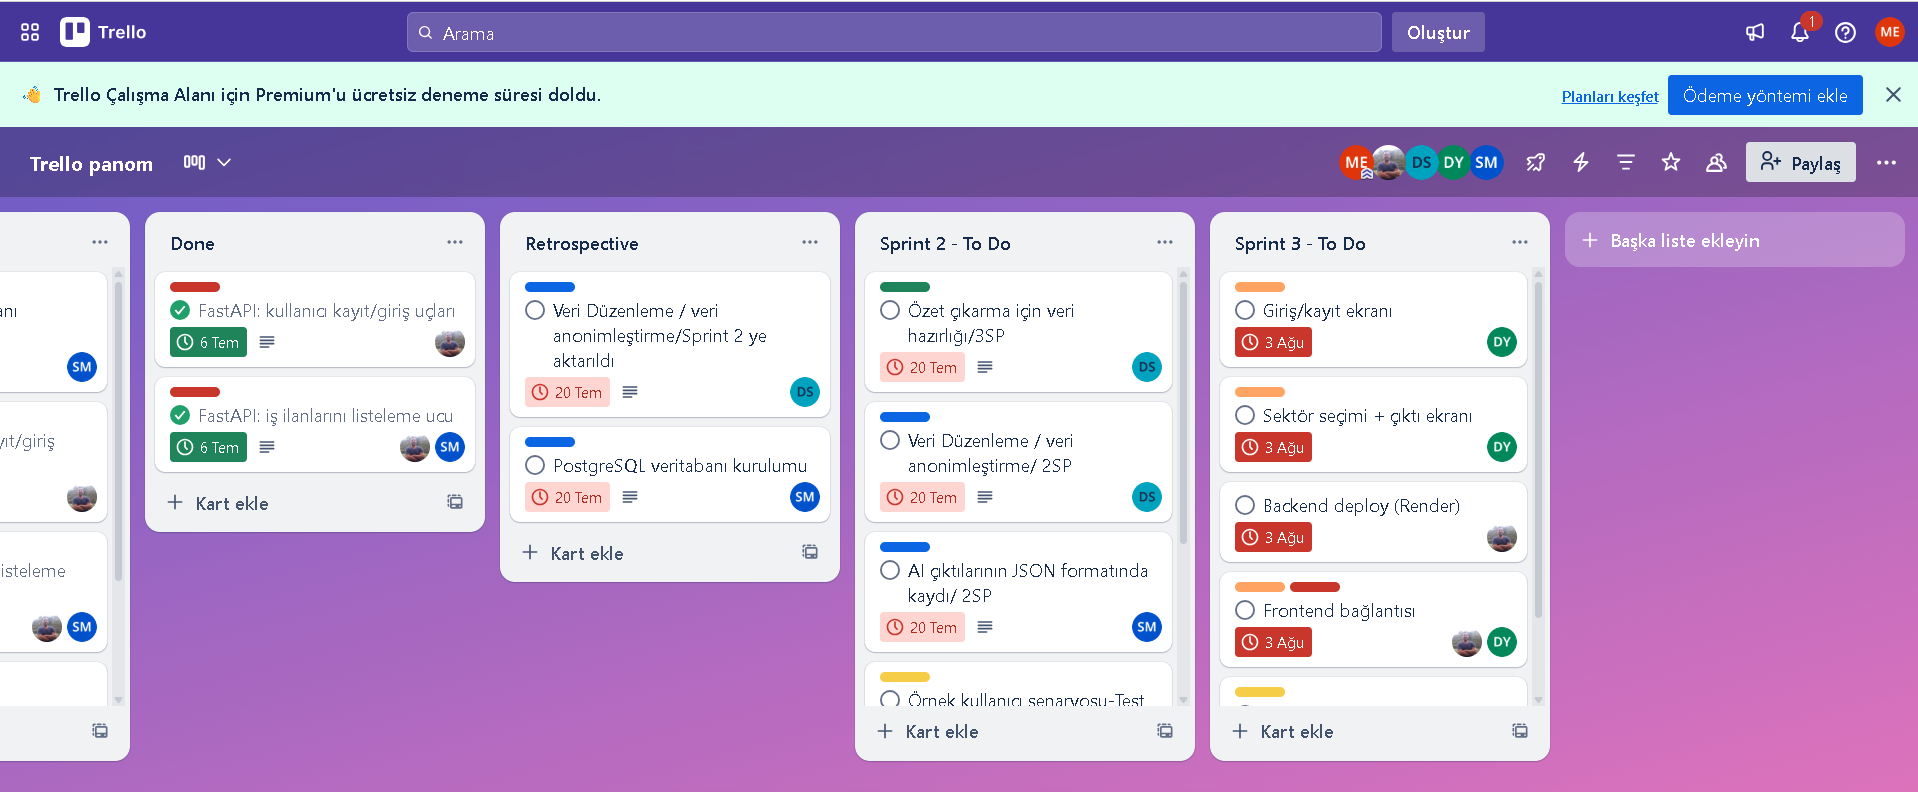 Trello
Arama
Oluştur
1
ME
Trello Çalışma Alanı için Premium'u ücretsiz deneme süresi doldu.
Planları keşfet
Ödeme yöntemi ekle
Trello panom
ME
DS
DY
SM
Paylaş
SM
yıt/giriş
isteleme
SM
Done
FastAPI: kullanıcı kayıt/giriş uçları
6 Tem
FastAPI: iş ilanlarını listeleme ucu
6 Tem
SM
Kart ekle
Retrospective
Veri Düzenleme / veri
anonimleştirme/Sprint 2 ye
aktarıldı
20 Tem
DS
PostgreSQL veritabanı kurulumu
20 Tem
SM
Kart ekle
Sprint 2 - To Do
Özet çıkarma için veri
hazırlığı/3SP
20 Tem
DS
Veri Düzenleme / veri
anonimleştirme/ 2SP
20 Tem
DS
AI çıktılarının JSON formatında
kaydı/ 2SP
20 Tem
SM
Örnek kullanıcı senaryosu-Test
Kart ekle
Sprint 3 - To Do
Giriş/kayıt ekranı
3 Ağu
DY
Sektör seçimi + çıktı ekranı
3 Ağu
DY
Backend deploy (Render)
3 Ağu
Frontend bağlantısı
3 Ağu
DY
Kart ekle
Başka liste ekleyin